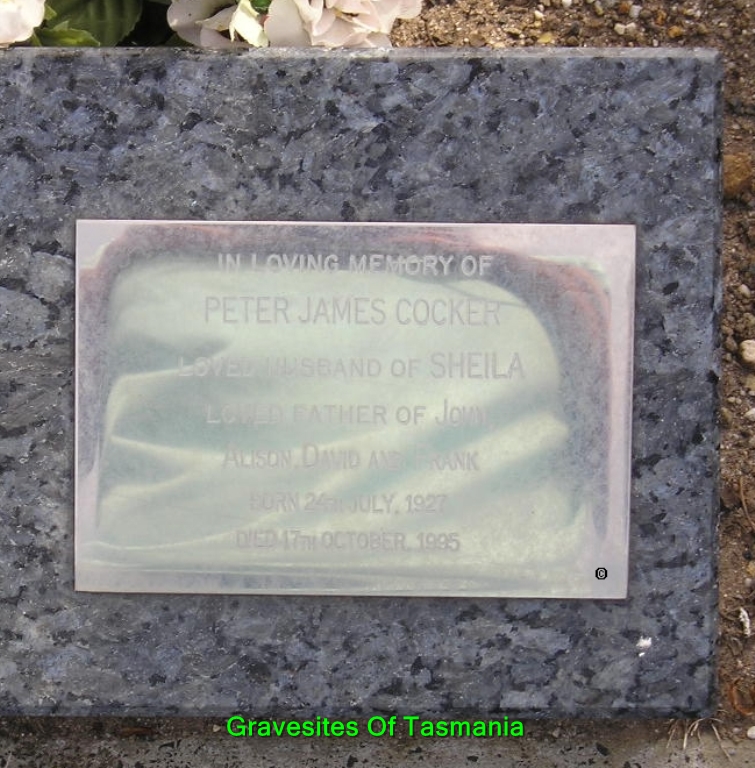 IN LOVING MEMORY OF
PETER JAMES COCKER
LOVED HUSBAND OF SHEILA
LOVED FATHER OF JOHN
ALISON, DAVID AND FRANK
BORN 24TH JULY, 1927
DIED 17TH OCTOBER, 1995
©
Gravesites Of Tasmania